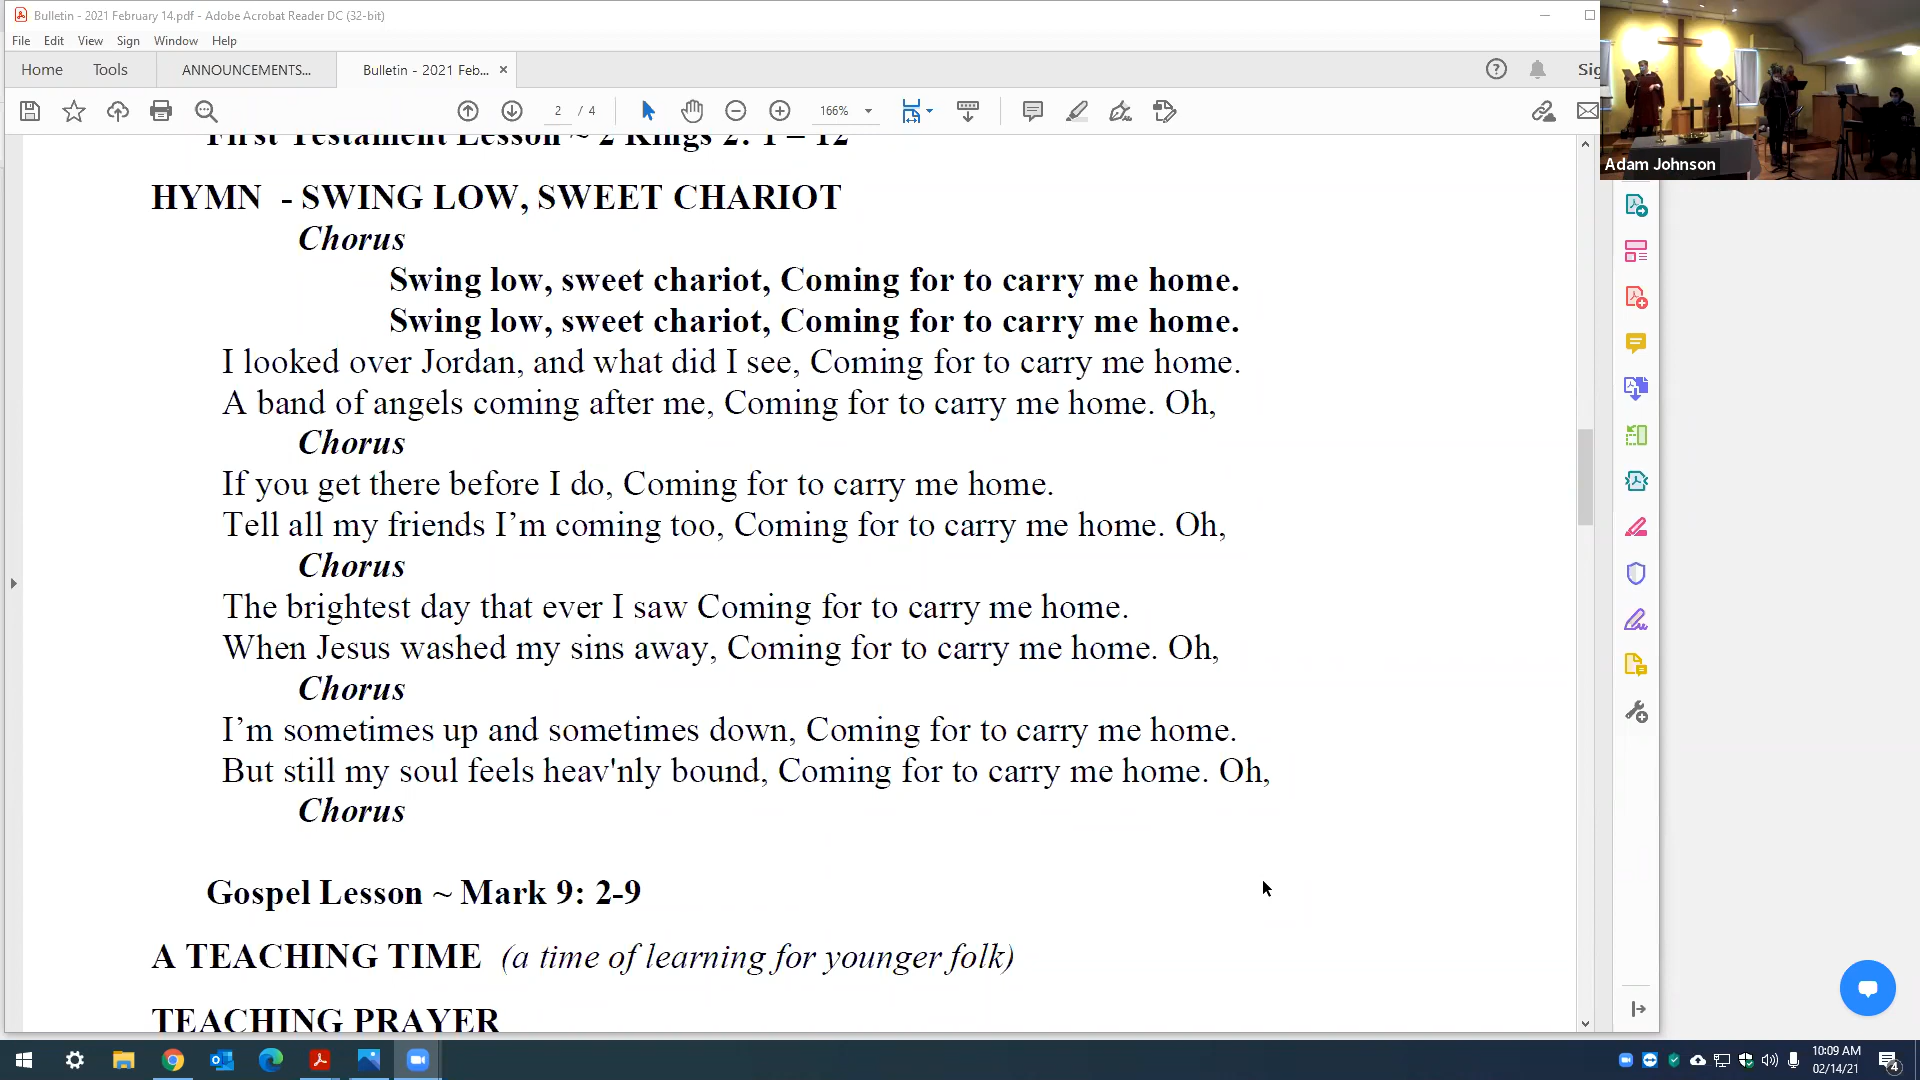 Bulletin - 2021 February 14.pdf - Adobe Acrobat Reader DC (32-bit)
File Edit View Sign Window Help
Home Tools ANNOUNCEMENTS... Bulletin - 2021 Feb... ×
2 / 4 166%
Adam Johnson
First Testament Lesson ~ 2 Kings 2: 1 – 12
HYMN - SWING LOW, SWEET CHARIOT
Chorus
Swing low, sweet chariot, Coming for to carry me home.
Swing low, sweet chariot, Coming for to carry me home.
I looked over Jordan, and what did I see, Coming for to carry me home.
A band of angels coming after me, Coming for to carry me home. Oh,
Chorus
If you get there before I do, Coming for to carry me home.
Tell all my friends I’m coming too, Coming for to carry me home. Oh,
Chorus
The brightest day that ever I saw Coming for to carry me home.
When Jesus washed my sins away, Coming for to carry me home. Oh,
Chorus
I’m sometimes up and sometimes down, Coming for to carry me home.
But still my soul feels heav'nly bound, Coming for to carry me home. Oh,
Chorus
Gospel Lesson ~ Mark 9: 2-9
A TEACHING TIME (a time of learning for younger folk)
TEACHING PRAYER
10:09 AM
02/14/21
4